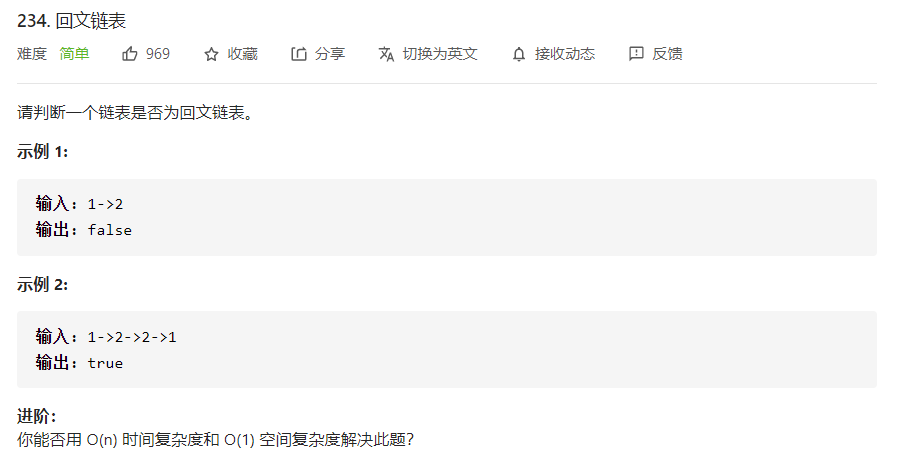 234. 回文链表
难度 简单 969 收藏 分享 切换为英文 接收动态 反馈
请判断一个链表是否为回文链表。
示例 1:
输入: 1->2
输出: false
示例 2:
输入: 1->2->2->1
输出: true
进阶：
你能否用 O(n) 时间复杂度和 O(1) 空间复杂度解决此题？